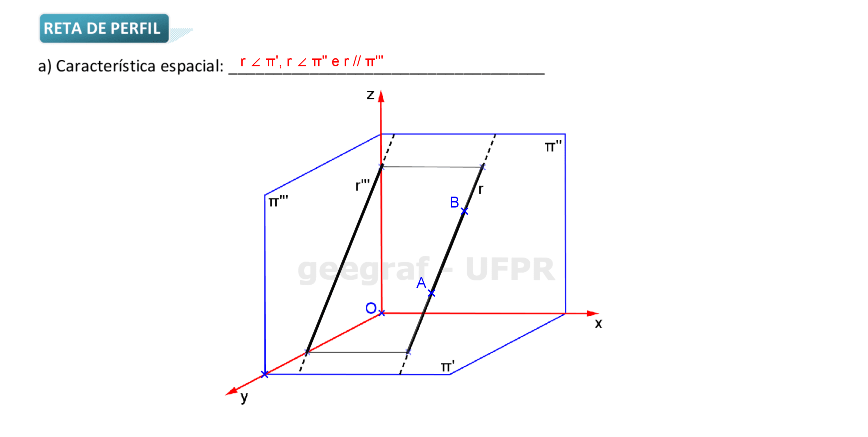 RETA DE PERFIL
a) Característica espacial: r ∠ π', r ∠ π'' e r // π'''
z
π''
r'''
r
π'''
B
geegraf - UFPR
A
O
x
π'
y